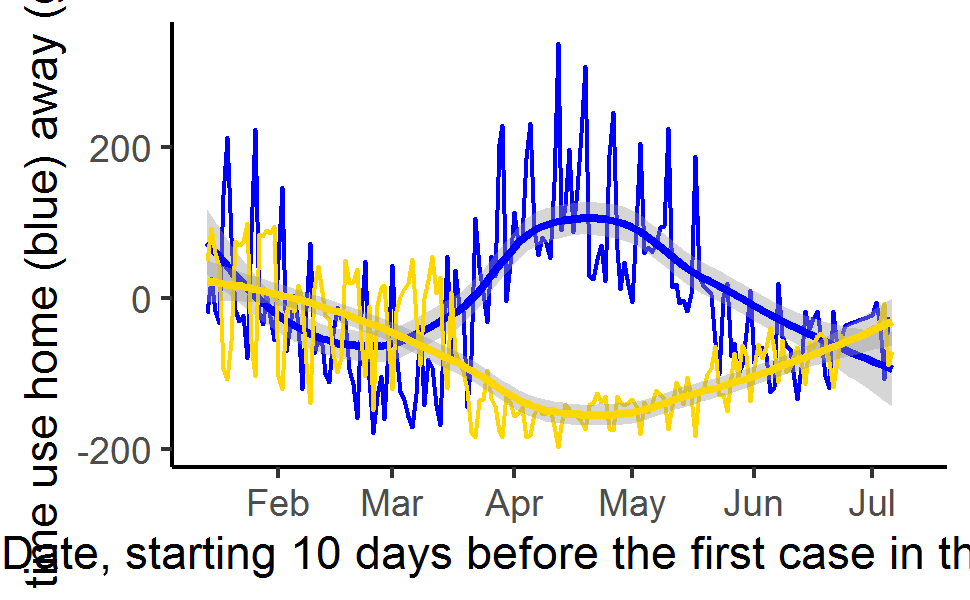 time use home (blue) away (
200
0
-200
Feb Mar Apr May Jun Jul
Date, starting 10 days before the first case in th